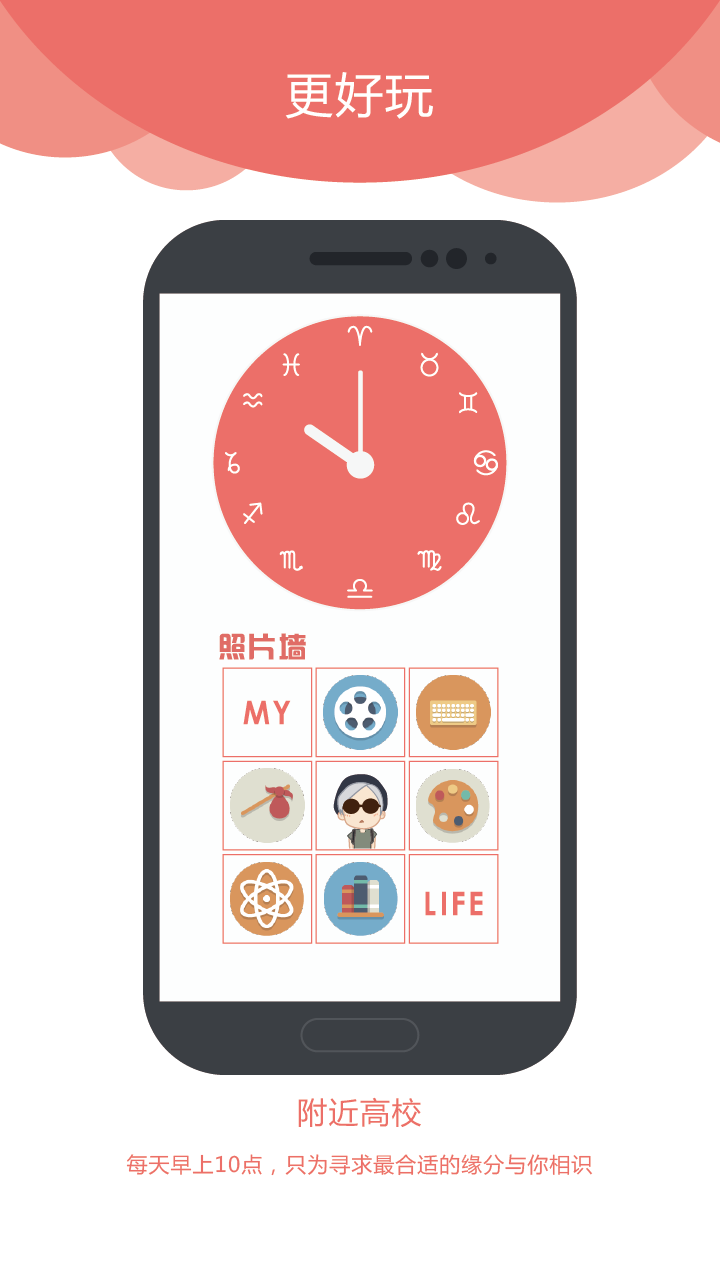 更好玩
♈
♓ ♉
♒ ♊
♑ ♋
♐ ♌
♏ ♍
♎
照片墙
MY
LIFE
附近高校
每天早上10点，只为寻求最合适的缘分与你相识